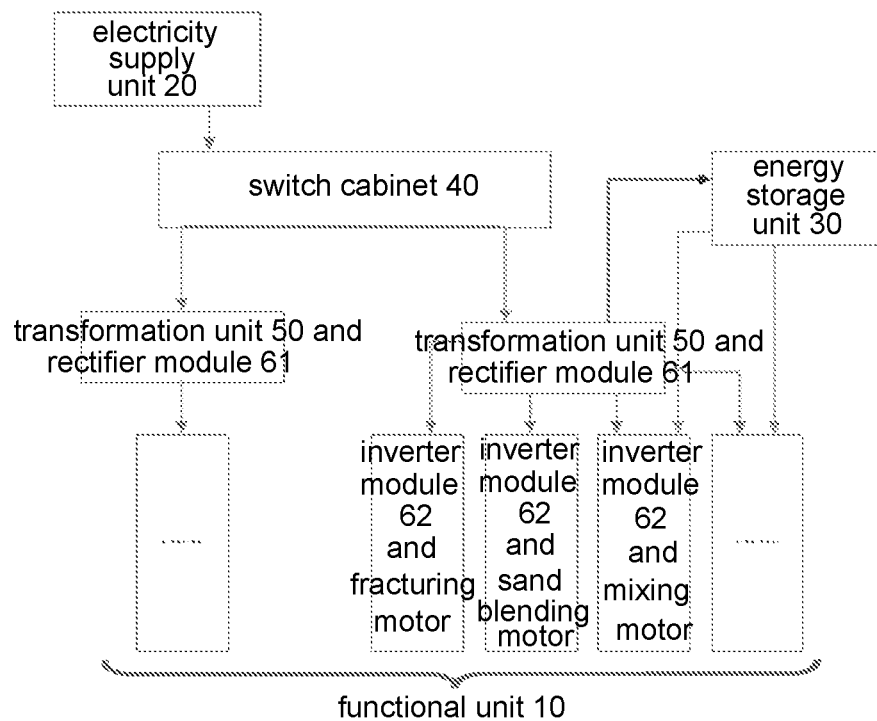 electricity
supply
unit 20
switch cabinet 40
energy
storage
unit 30
transformation unit 50 and
rectifier module 61
transformation unit 50 and
rectifier module 61
......
inverter
module
62
and
fracturing
motor
inverter
module
62
and
sand
blending
motor
inverter
module
62
and
mixing
motor
......
functional unit 10